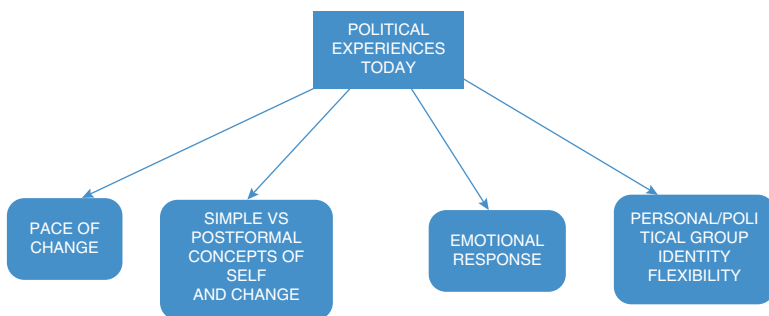 POLITICAL
EXPERIENCES
TODAY
PACE OF
CHANGE
SIMPLE VS
POSTFORMAL
CONCEPTS OF
SELF
AND CHANGE
EMOTIONAL
RESPONSE
PERSONAL/POLI
TICAL GROUP
IDENTITY
FLEXIBILITY